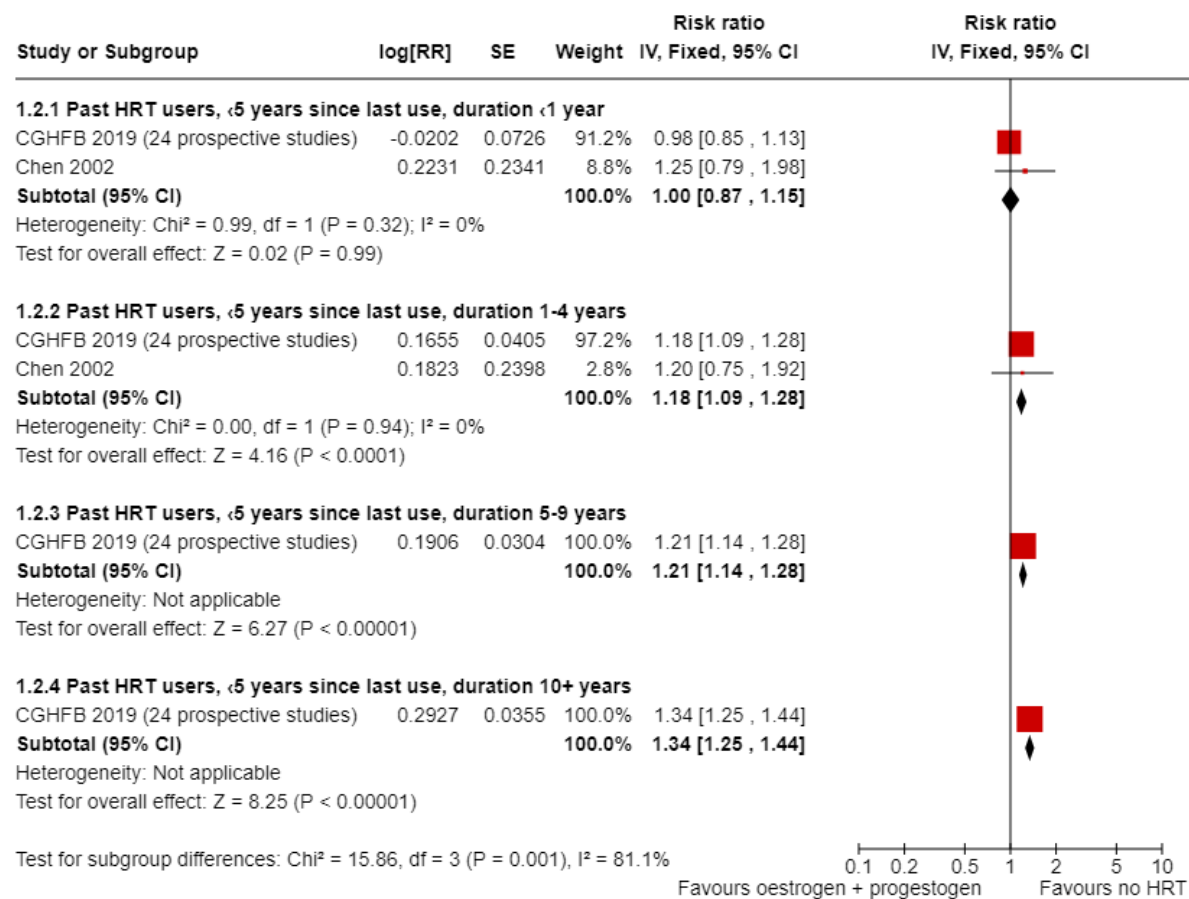 Risk ratio Risk ratio
Study or Subgroup log[RR] SE Weight IV, Fixed, 95% CI IV, Fixed, 95% CI
1.2.1 Past HRT users, <5 years since last use, duration <1 year
CGHFB 2019 (24 prospective studies) -0.0202 0.0726 91.2% 0.98 [0.85 , 1.13]
Chen 2002 0.2231 0.2341 8.8% 1.25 [0.79 , 1.98]
Subtotal (95% CI) 100.0% 1.00 [0.87 , 1.15]
Heterogeneity: Chi² = 0.99, df = 1 (P = 0.32); I² = 0%
Test for overall effect: Z = 0.02 (P = 0.99)
1.2.2 Past HRT users, <5 years since last use, duration 1-4 years
CGHFB 2019 (24 prospective studies) 0.1655 0.0405 97.2% 1.18 [1.09 , 1.28]
Chen 2002 0.1823 0.2398 2.8% 1.20 [0.75 , 1.92]
Subtotal (95% CI) 100.0% 1.18 [1.09 , 1.28]
Heterogeneity: Chi² = 0.00, df = 1 (P = 0.94); I² = 0%
Test for overall effect: Z = 4.16 (P < 0.0001)
1.2.3 Past HRT users, <5 years since last use, duration 5-9 years
CGHFB 2019 (24 prospective studies) 0.1906 0.0304 100.0% 1.21 [1.14 , 1.28]
Subtotal (95% CI) 100.0% 1.21 [1.14 , 1.28]
Heterogeneity: Not applicable
Test for overall effect: Z = 6.27 (P < 0.00001)
1.2.4 Past HRT users, <5 years since last use, duration 10+ years
CGHFB 2019 (24 prospective studies) 0.2927 0.0355 100.0% 1.34 [1.25 , 1.44]
Subtotal (95% CI) 100.0% 1.34 [1.25 , 1.44]
Heterogeneity: Not applicable
Test for overall effect: Z = 8.25 (P < 0.00001)
Test for subgroup differences: Chi² = 15.86, df = 3 (P = 0.001), I² = 81.1%
0.1 0.2 0.5 1 2 5 10
Favours oestrogen + progestogen Favours no HRT